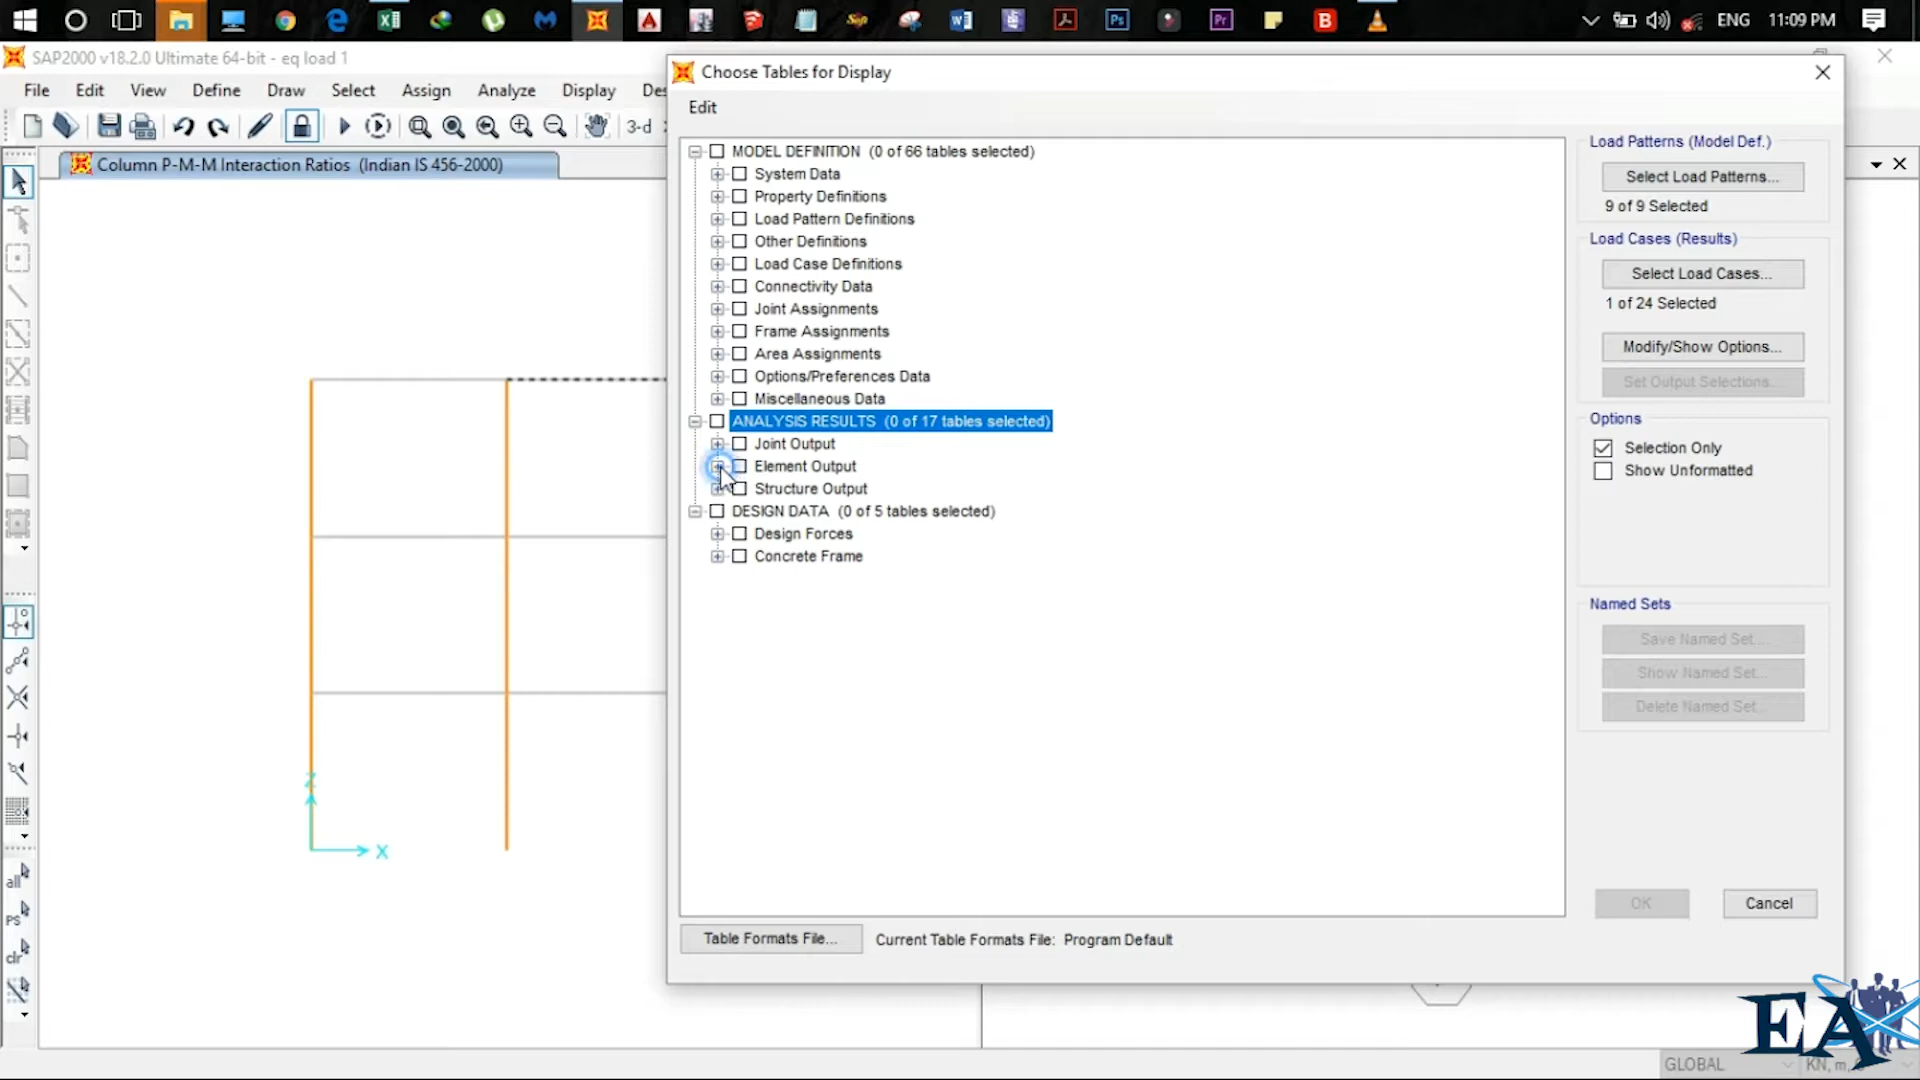 ENG 11:09 PM
SAP2000 v18.2.0 Ultimate 64-bit - eq load 1
File Edit View Define Draw Select Assign Analyze Display Des
3-d
Column P-M-M Interaction Ratios (Indian IS 456-2000)
Z
X
all
PS
clr
Choose Tables for Display
Edit
MODEL DEFINITION (0 of 66 tables selected)
System Data
Property Definitions
Load Pattern Definitions
Other Definitions
Load Case Definitions
Connectivity Data
Joint Assignments
Frame Assignments
Area Assignments
Options/Preferences Data
Miscellaneous Data
ANALYSIS RESULTS (0 of 17 tables selected)
Joint Output
Element Output
Structure Output
DESIGN DATA (0 of 5 tables selected)
Design Forces
Concrete Frame
Load Patterns (Model Def.)
Select Load Patterns...
9 of 9 Selected
Load Cases (Results)
Select Load Cases...
1 of 24 Selected
Modify/Show Options...
Set Output Selections...
Options
Selection Only
Show Unformatted
Named Sets
Save Named Set...
Show Named Set...
Delete Named Set...
OK
Cancel
Table Formats File...
Current Table Formats File: Program Default
EA
GLOBAL
KN, m,